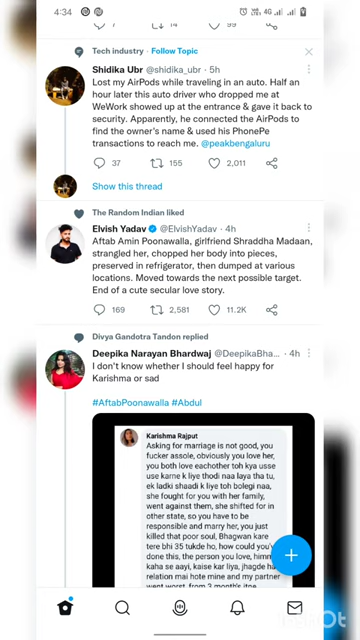 4:34
4G
Tech industry · Follow Topic
Shidika Ubr @shidika_ubr · 5h
Lost my AirPods while traveling in an auto. Half an
hour later this auto driver who dropped me at
WeWork showed up at the entrance & gave it back to
security. Apparently, he connected the AirPods to
find the owner's name & used his PhonePe
transactions to reach me. @peakbengaluru
37 155 2,011
Show this thread
The Random Indian liked
Elvish Yadav @ElvishYadav · 4h
Aftab Amin Poonawalla, girlfriend Shraddha Madaan,
strangled her, chopped her body into pieces,
preserved in refrigerator, then dumped at various
locations. Moved towards the next possible target.
End of a cute secular love story.
169 2,581 11.2K
Divya Gandotra Tandon replied
Deepika Narayan Bhardwaj @DeepikaBha... · 4h
I don't know whether I should feel happy for
Karishma or sad
#AftabPoonawalla #Abdul
Karishma Rajput
Asking for marriage is not good, you
fucker assole, obviously you love her,
you both love eachother toh kya usse
use karne k liye thodi naa laya tha tu,
ek ladki shaadi k liye toh bolegi naa,
she fought for you with her family,
went against them, she shifted for in
other state, so you have to be
responsible and marry her, you just
killed that poor soul, Bhagwan kare
tere bhi 35 tukde ho, how could you've
done this, the person you love,
kaha se aayi, kaise kar liya, jhagde
relation mai hote mine and my partner
went worst, from 3 month's